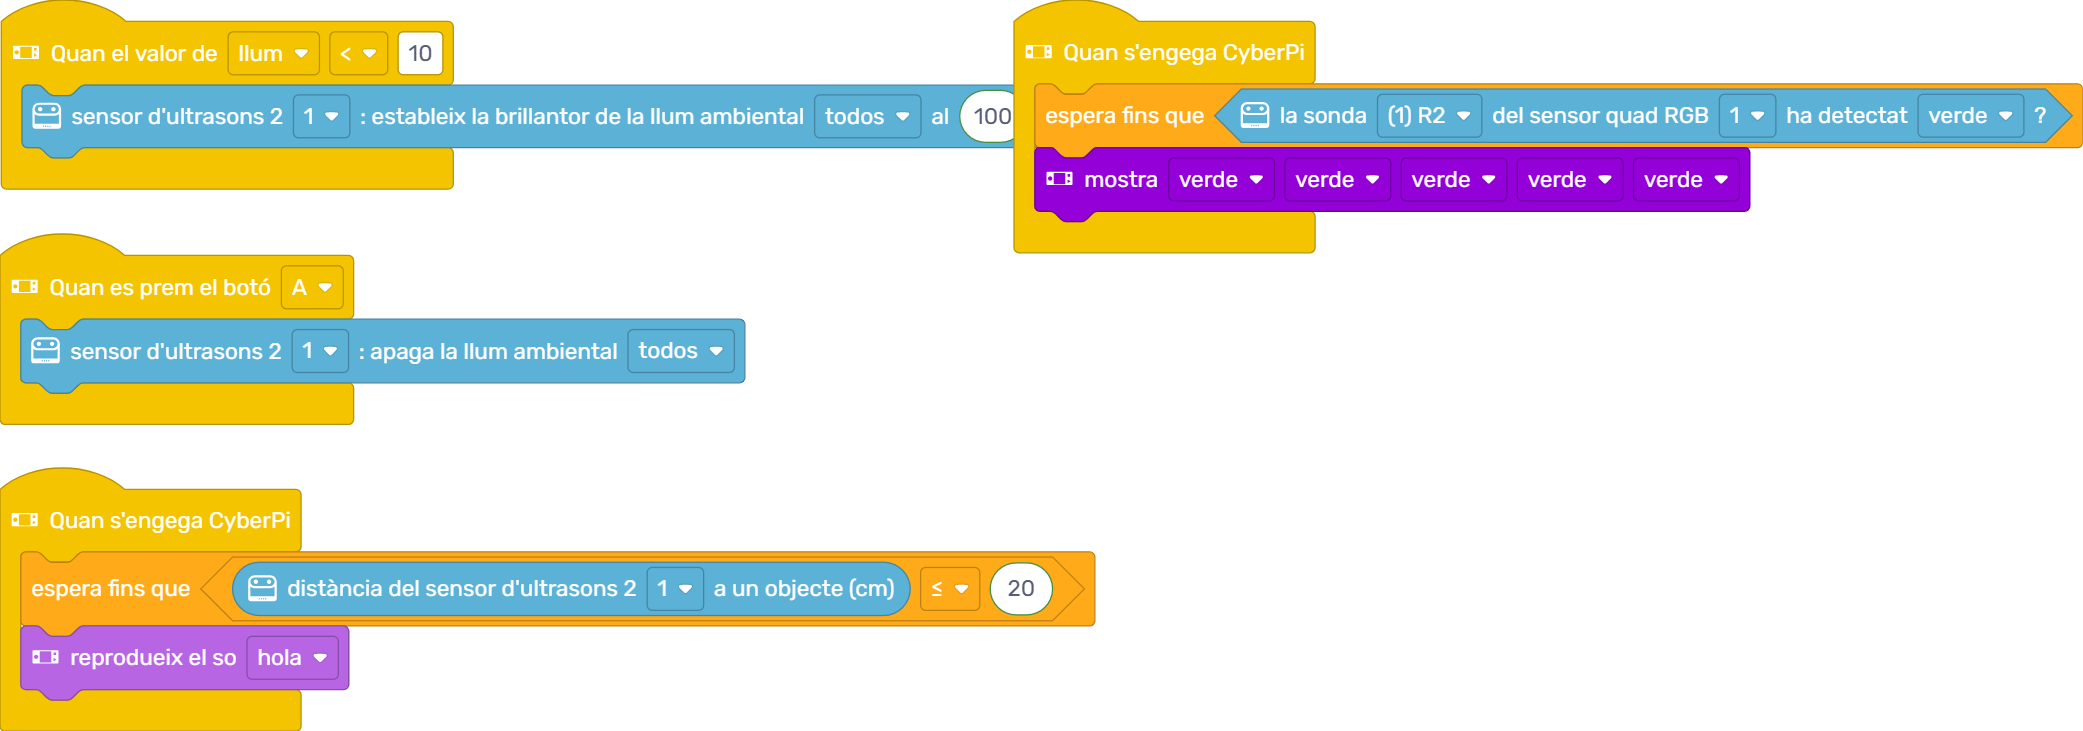 Quan el valor de llum < 10
sensor d'ultrasons 2 1 : estableix la brillantor de la llum ambiental todos al 100
Quan es prem el botó A
sensor d'ultrasons 2 1 : apaga la llum ambiental todos
Quan s'engega CyberPi
espera fins que distància del sensor d'ultrasons 2 1 a un objecte (cm) ≤ 20
reprodueix el so hola
Quan s'engega CyberPi
espera fins que la sonda (1) R2 del sensor quad RGB 1 ha detectat verde ?
mostra verde verde verde verde verde